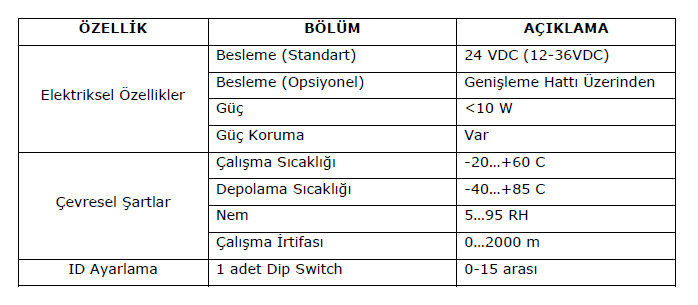 ÖZELLİK BÖLÜM AÇIKLAMA
Elektriksel Özellikler
Besleme (Standart) 24 VDC (12-36VDC)
Besleme (Opsiyonel) Genişleme Hattı Üzerinden
Güç <10 W
Güç Koruma Var
Çevresel Şartlar
Çalışma Sıcaklığı -20...+60 C
Depolama Sıcaklığı -40...+85 C
Nem 5...95 RH
Çalışma İrtifası 0...2000 m
ID Ayarlama 1 adet Dip Switch 0-15 arası